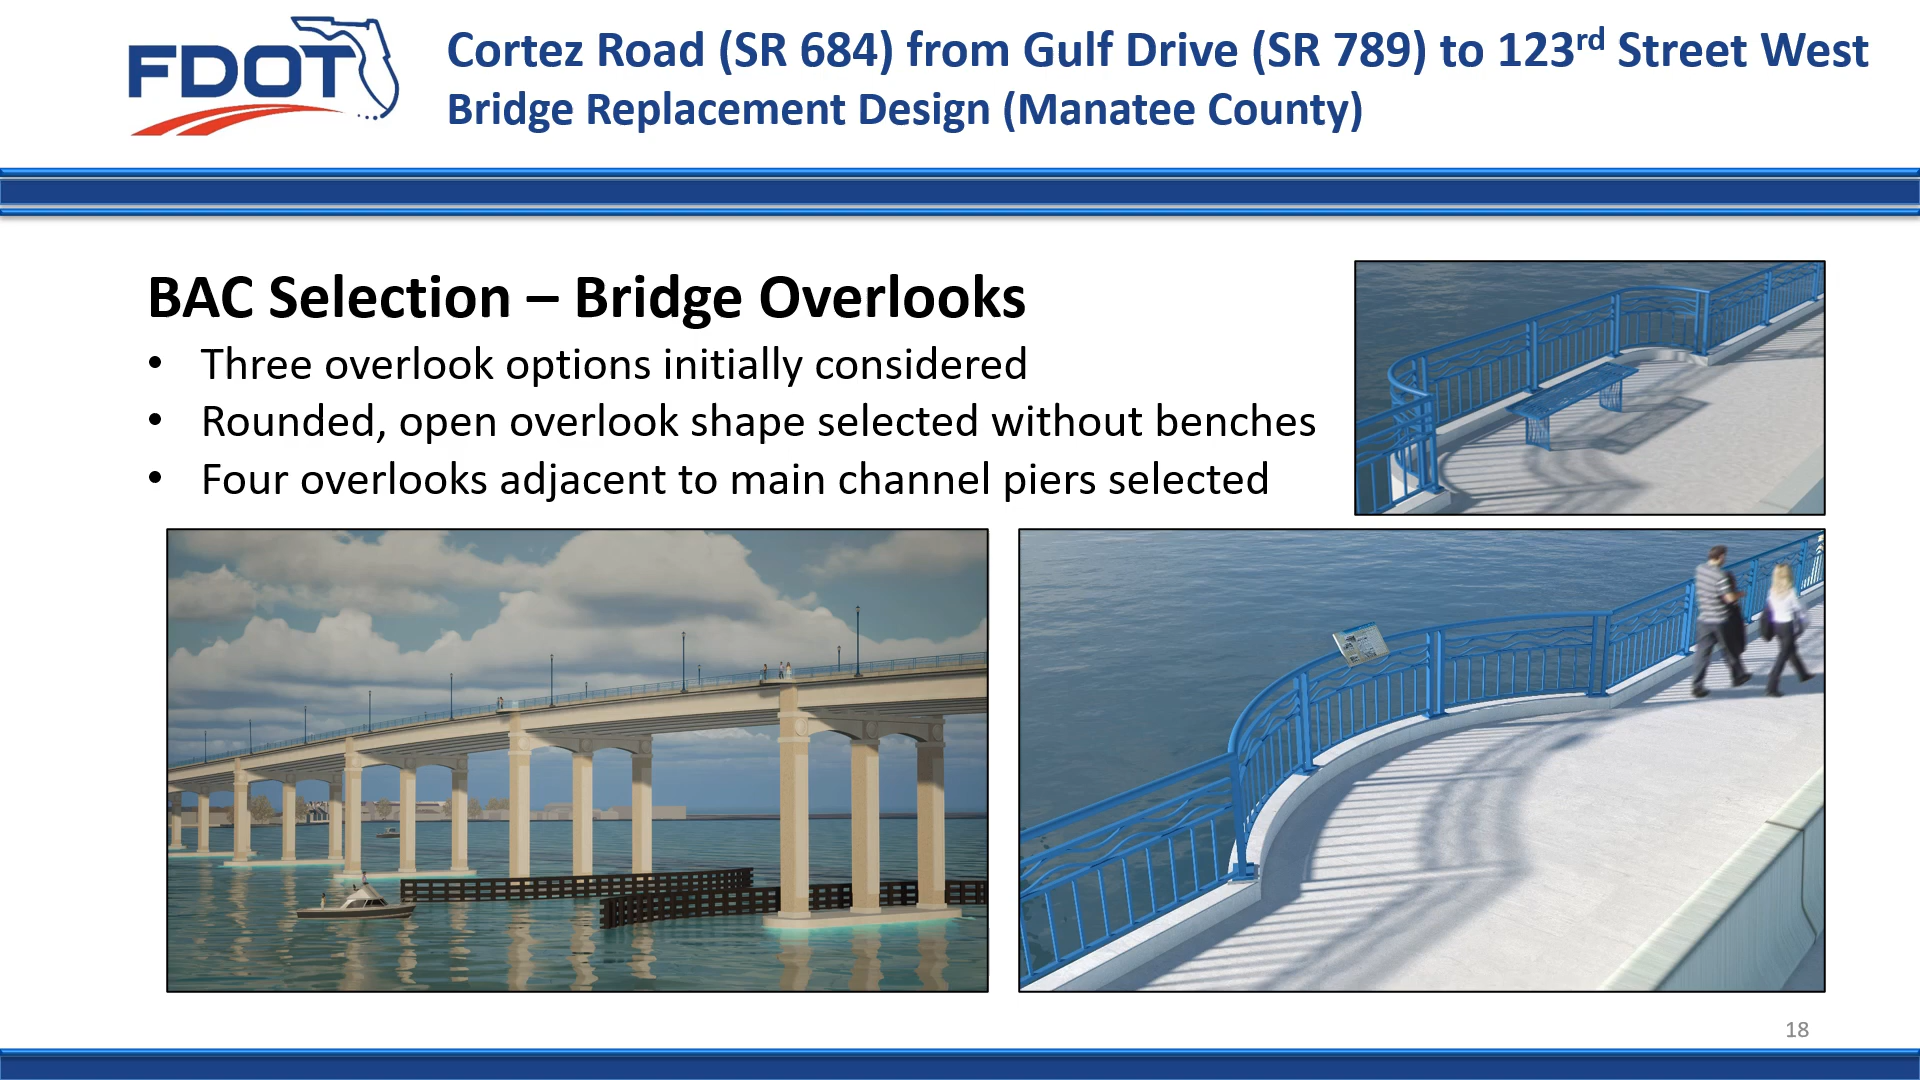 FDOT
Cortez Road (SR 684) from Gulf Drive (SR 789) to 123rd Street West
Bridge Replacement Design (Manatee County)
BAC Selection – Bridge Overlooks
• Three overlook options initially considered
• Rounded, open overlook shape selected without benches
• Four overlooks adjacent to main channel piers selected
18